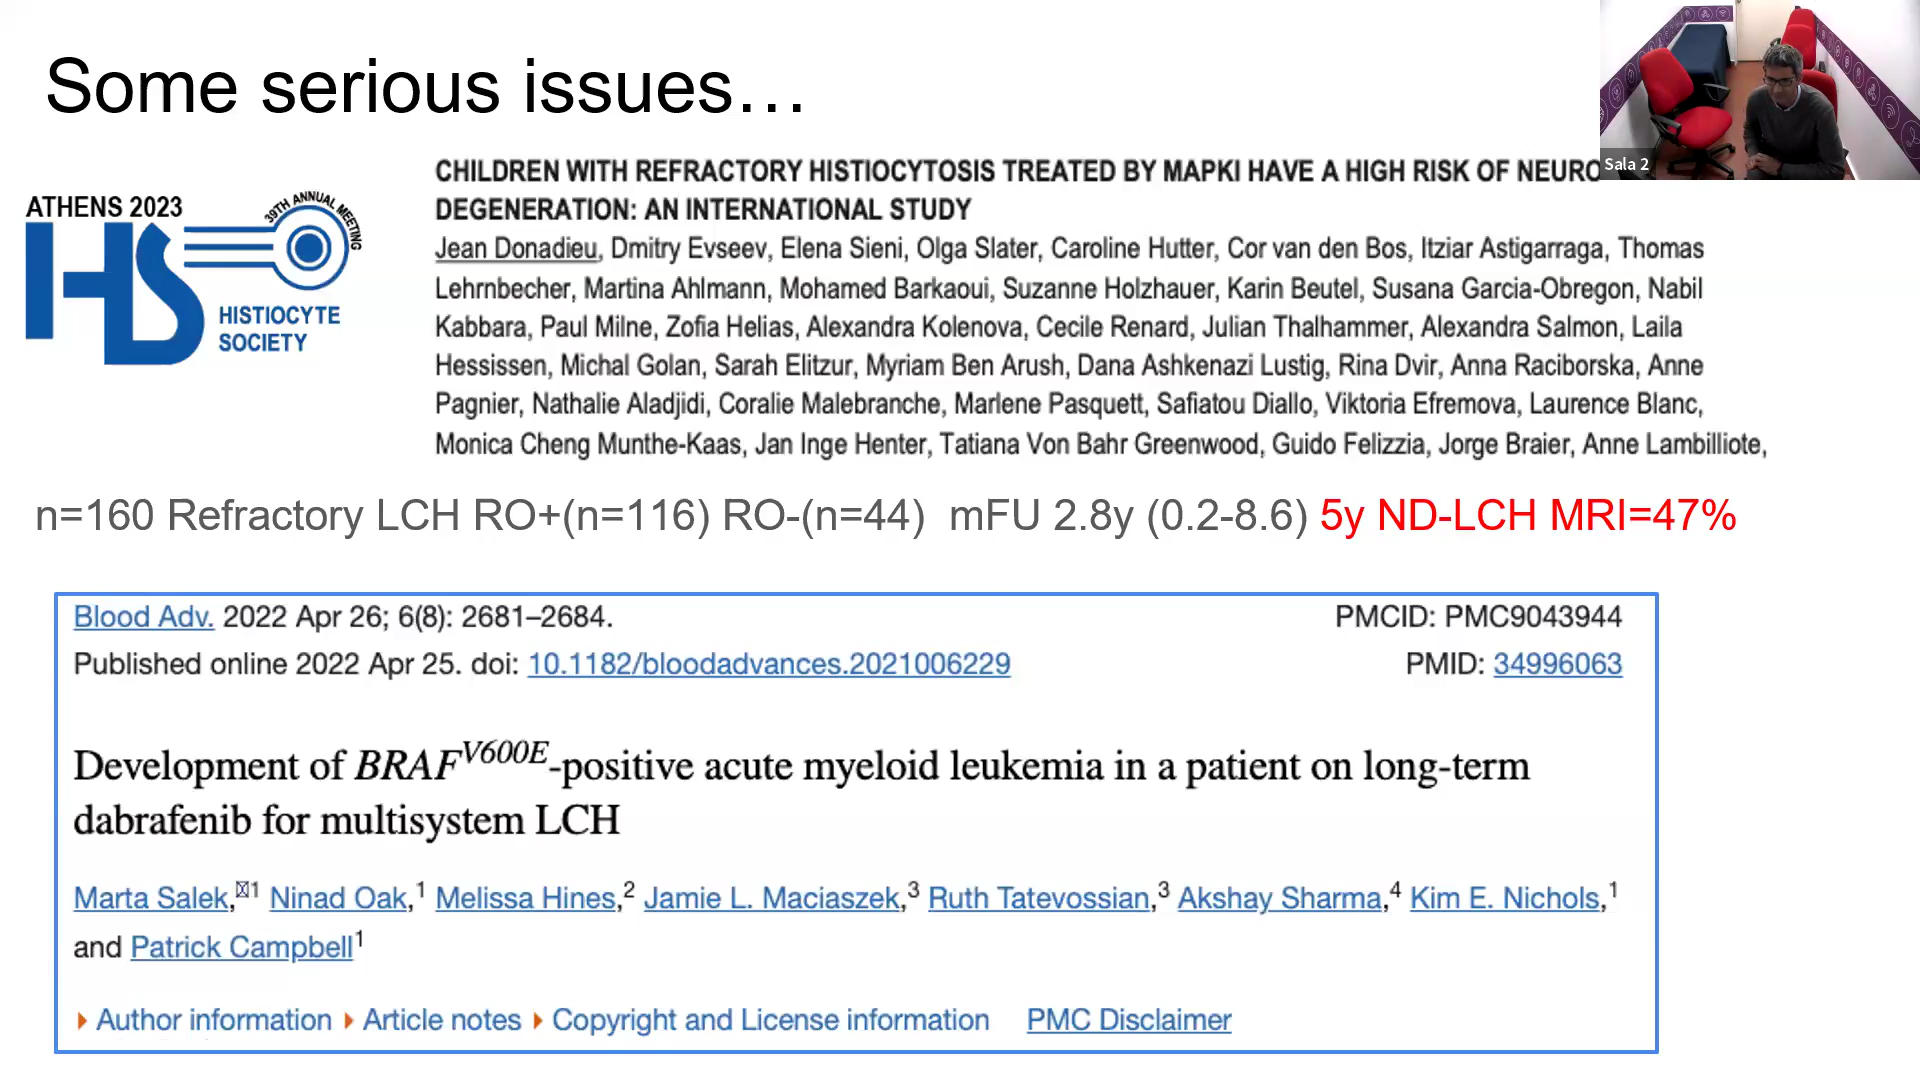 Some serious issues…
Sala 2
ATHENS 2023
39TH ANNUAL MEETING
HS
HISTIOCYTE
SOCIETY
CHILDREN WITH REFRACTORY HISTIOCYTOSIS TREATED BY MAPKI HAVE A HIGH RISK OF NEURO
DEGENERATION: AN INTERNATIONAL STUDY
Jean Donadieu, Dmitry Evseev, Elena Sieni, Olga Slater, Caroline Hutter, Cor van den Bos, Itziar Astigarraga, Thomas
Lehrnbecher, Martina Ahlmann, Mohamed Barkaoui, Suzanne Holzhauer, Karin Beutel, Susana Garcia-Obregon, Nabil
Kabbara, Paul Milne, Zofia Helias, Alexandra Kolenova, Cecile Renard, Julian Thalhammer, Alexandra Salmon, Laila
Hessissen, Michal Golan, Sarah Elitzur, Myriam Ben Arush, Dana Ashkenazi Lustig, Rina Dvir, Anna Raciborska, Anne
Pagnier, Nathalie Aladjidi, Coralie Malebranche, Marlene Pasquett, Safiatou Diallo, Viktoria Efremova, Laurence Blanc,
Monica Cheng Munthe-Kaas, Jan Inge Henter, Tatiana Von Bahr Greenwood, Guido Felizzia, Jorge Braier, Anne Lambilliote,
n=160 Refractory LCH RO+(n=116) RO-(n=44) mFU 2.8y (0.2-8.6) 5y ND-LCH MRI=47%
Blood Adv. 2022 Apr 26; 6(8): 2681–2684. PMCID: PMC9043944
Published online 2022 Apr 25. doi: 10.1182/bloodadvances.2021006229 PMID: 34996063
Development of BRAF^V600E-positive acute myeloid leukemia in a patient on long-term
dabrafenib for multisystem LCH
Marta Salek,1 Ninad Oak,1 Melissa Hines,2 Jamie L. Maciaszek,3 Ruth Tatevossian,3 Akshay Sharma,4 Kim E. Nichols,1
and Patrick Campbell1
Author information Article notes Copyright and License information PMC Disclaimer